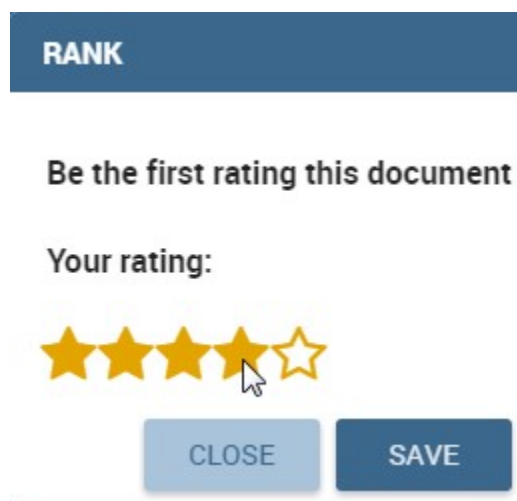 RANK
Be the first rating this document
Your rating:
CLOSE
SAVE